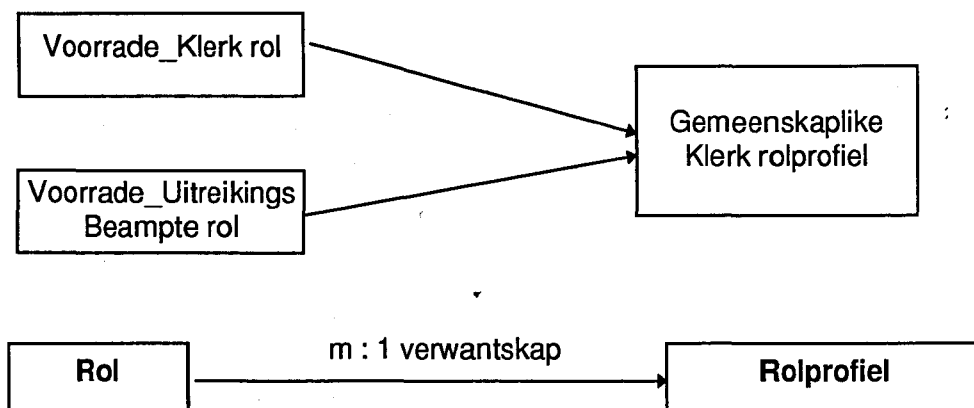 Voorrade_Klerk rol
Gemeenskaplike
Klerk rolprofiel
Voorrade_Uitreikings
Beampte rol
m : 1 verwantskap
Rol
Rolprofiel